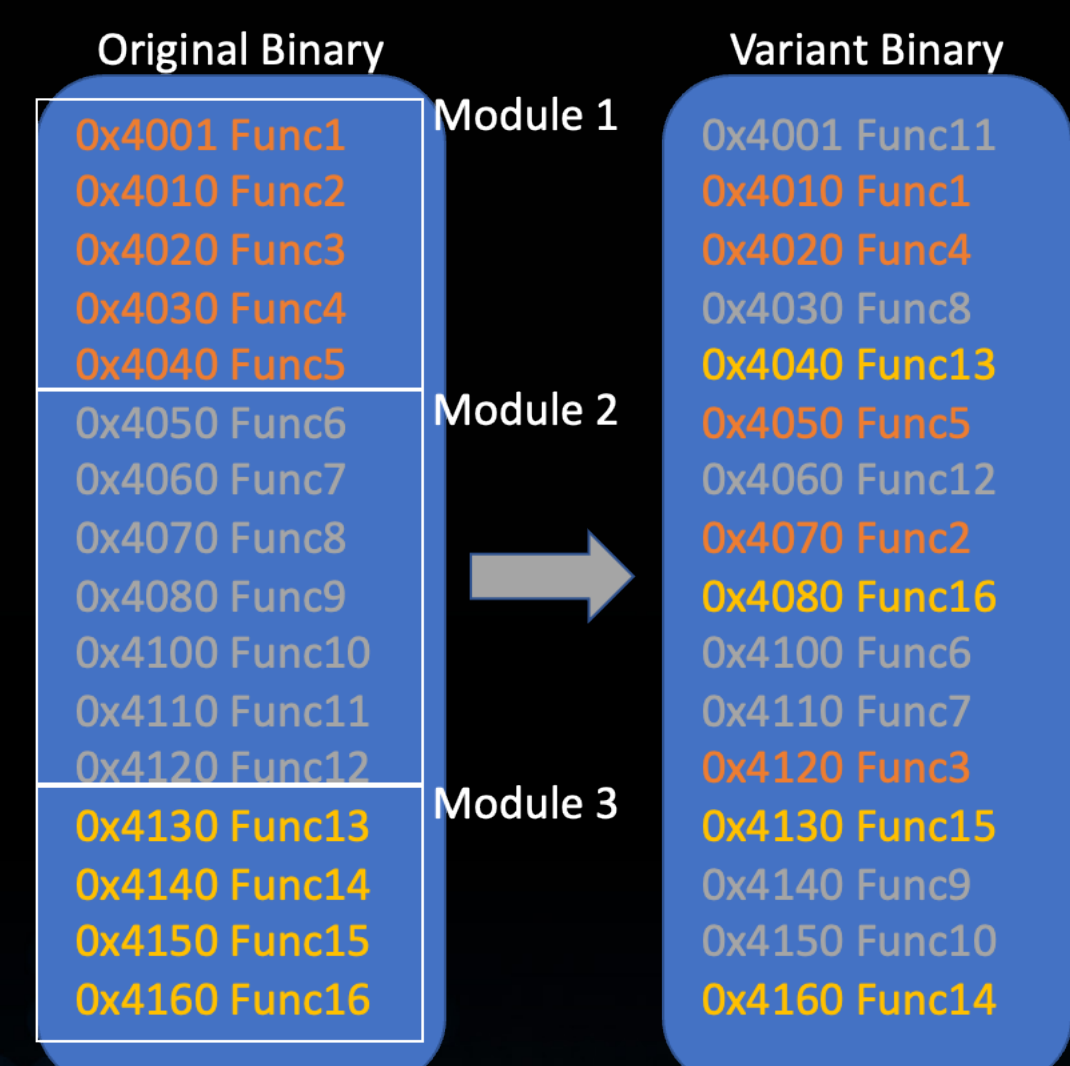 Original Binary
0x4001 Func1
0x4010 Func2
0x4020 Func3
0x4030 Func4
0x4040 Func5
0x4050 Func6
0x4060 Func7
0x4070 Func8
0x4080 Func9
0x4100 Func10
0x4110 Func11
0x4120 Func12
0x4130 Func13
0x4140 Func14
0x4150 Func15
0x4160 Func16
Module 1
Module 2
Module 3
Variant Binary
0x4001 Func11
0x4010 Func1
0x4020 Func4
0x4030 Func8
0x4040 Func13
0x4050 Func5
0x4060 Func12
0x4070 Func2
0x4080 Func16
0x4100 Func6
0x4110 Func7
0x4120 Func3
0x4130 Func15
0x4140 Func9
0x4150 Func10
0x4160 Func14